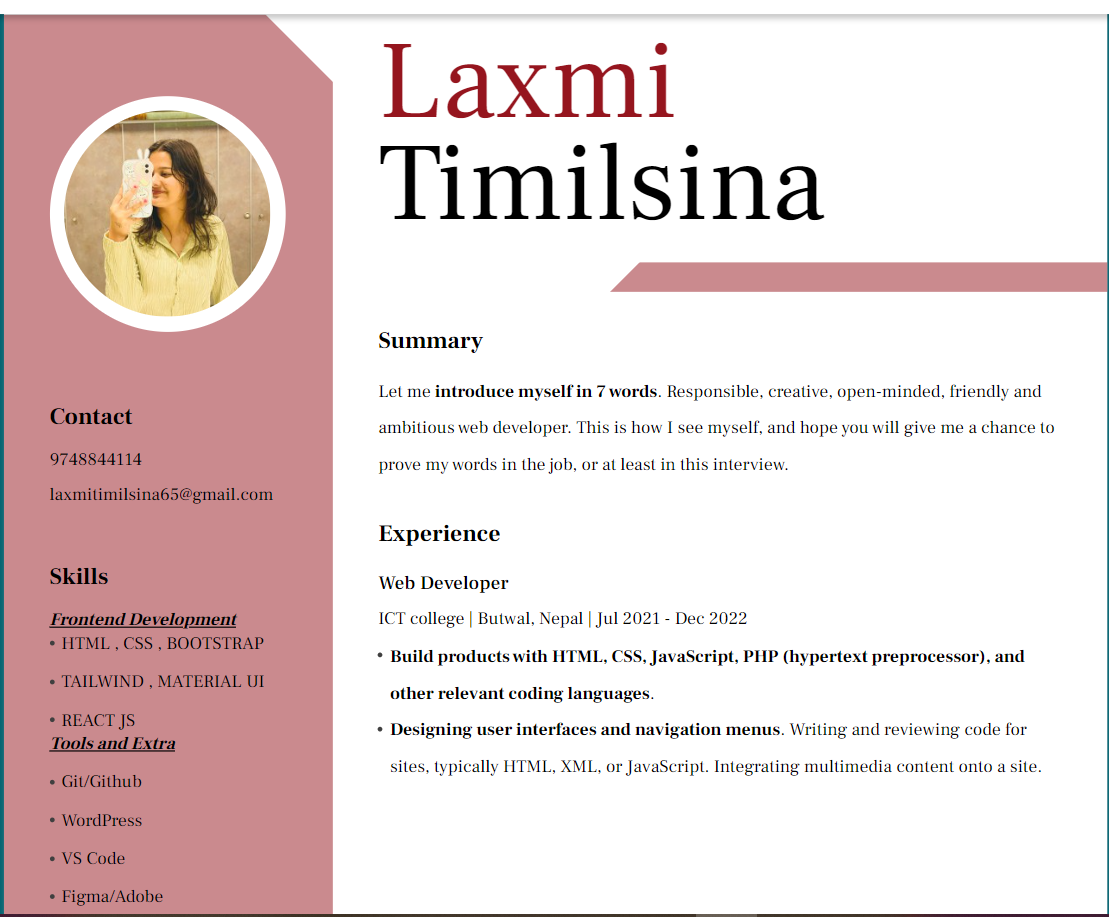 Laxmi
Timilsina
Contact
9748844114
laxmitimilsina65@gmail.com
Skills
Frontend Development
• HTML , CSS , BOOTSTRAP
• TAILWIND , MATERIAL UI
• REACT JS
Tools and Extra
• Git/Github
• WordPress
• VS Code
• Figma/Adobe
Summary
Let me introduce myself in 7 words. Responsible, creative, open-minded, friendly and
ambitious web developer. This is how I see myself, and hope you will give me a chance to
prove my words in the job, or at least in this interview.
Experience
Web Developer
ICT college | Butwal, Nepal | Jul 2021 - Dec 2022
• Build products with HTML, CSS, JavaScript, PHP (hypertext preprocessor), and
other relevant coding languages.
• Designing user interfaces and navigation menus. Writing and reviewing code for
sites, typically HTML, XML, or JavaScript. Integrating multimedia content onto a site.